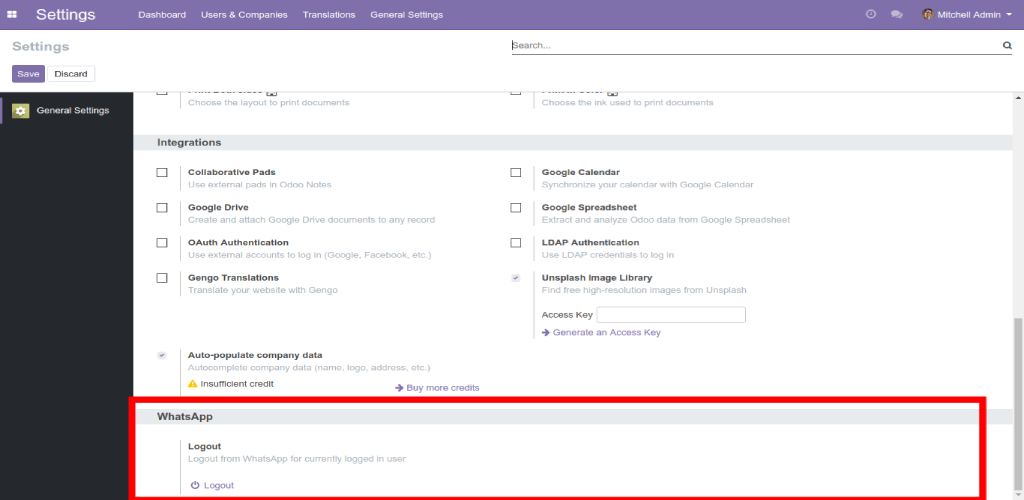 Settings Dashboard Users & Companies Translations General Settings Mitchell Admin
Settings Search...
Save Discard
General Settings
Choose the layout to print documents Choose the ink used to print documents
Integrations
Collaborative Pads Google Calendar
Use external pads in Odoo Notes Synchronize your calendar with Google Calendar
Google Drive Google Spreadsheet
Create and attach Google Drive documents to any record Extract and analyze Odoo data from Google Spreadsheet
OAuth Authentication LDAP Authentication
Use external accounts to log in (Google, Facebook, etc.) Use LDAP credentials to log in
Gengo Translations Unsplash Image Library
Translate your website with Gengo Find free high-resolution images from Unsplash
Access Key
Generate an Access Key
Auto-populate company data
Autocomplete company data (name, logo, address, etc.)
Insufficient credit Buy more credits
WhatsApp
Logout
Logout from WhatsApp for currently logged in user
Logout